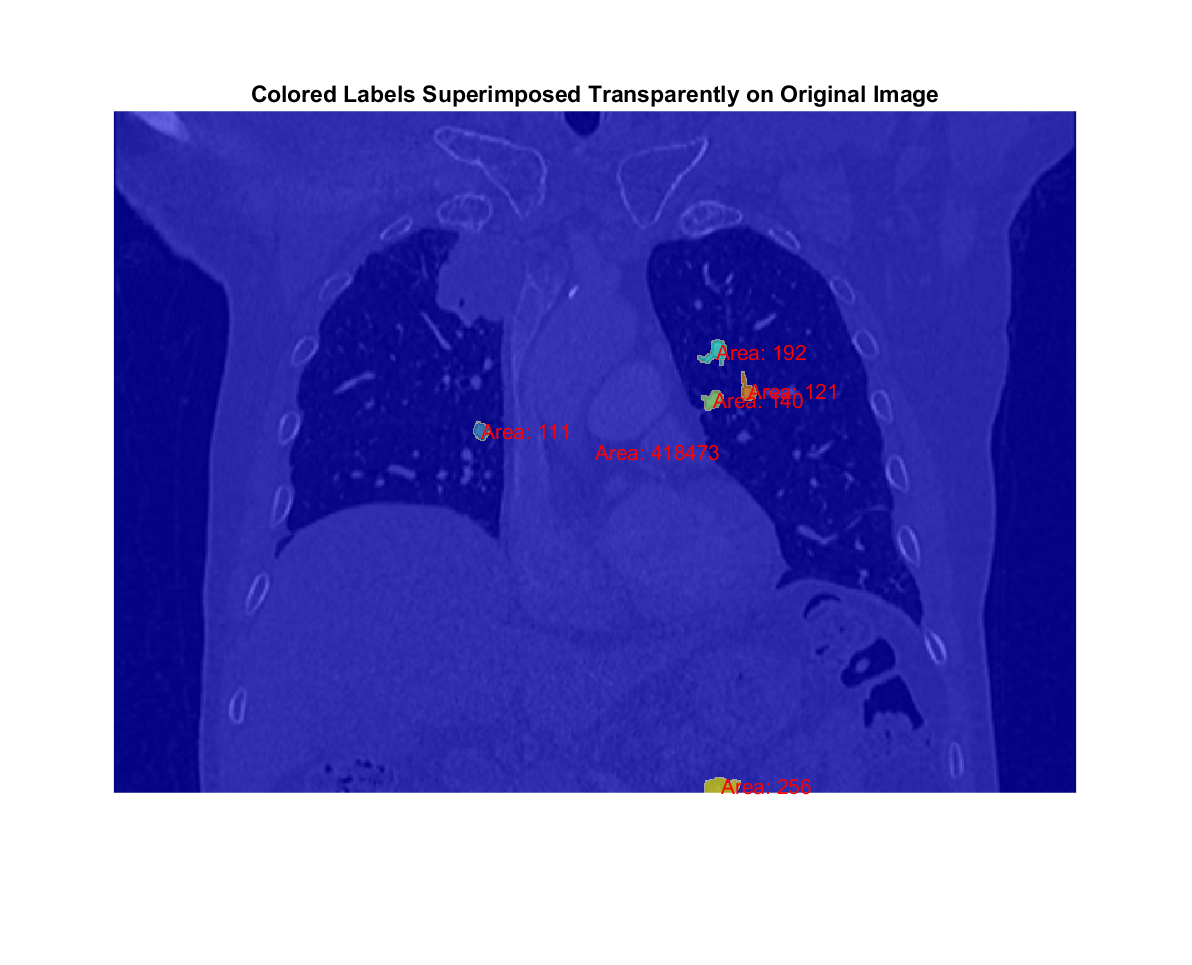 Colored Labels Superimposed Transparently on Original Image
Area: 192
Area: 121
Area: 140
Area: 111
Area: 418473
Area: 256